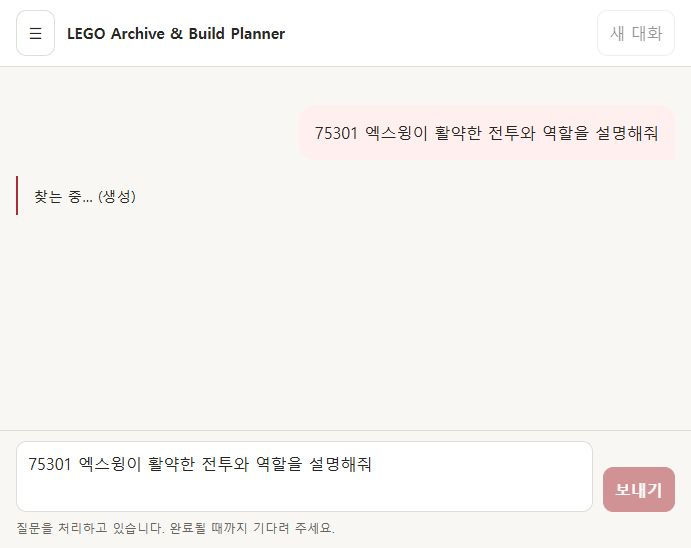 ☰ LEGO Archive & Build Planner 새 대화
75301 엑스윙이 활약한 전투와 역할을 설명해줘
찾는 중... (생성)
75301 엑스윙이 활약한 전투와 역할을 설명해줘
보내기
질문을 처리하고 있습니다. 완료될 때까지 기다려 주세요.